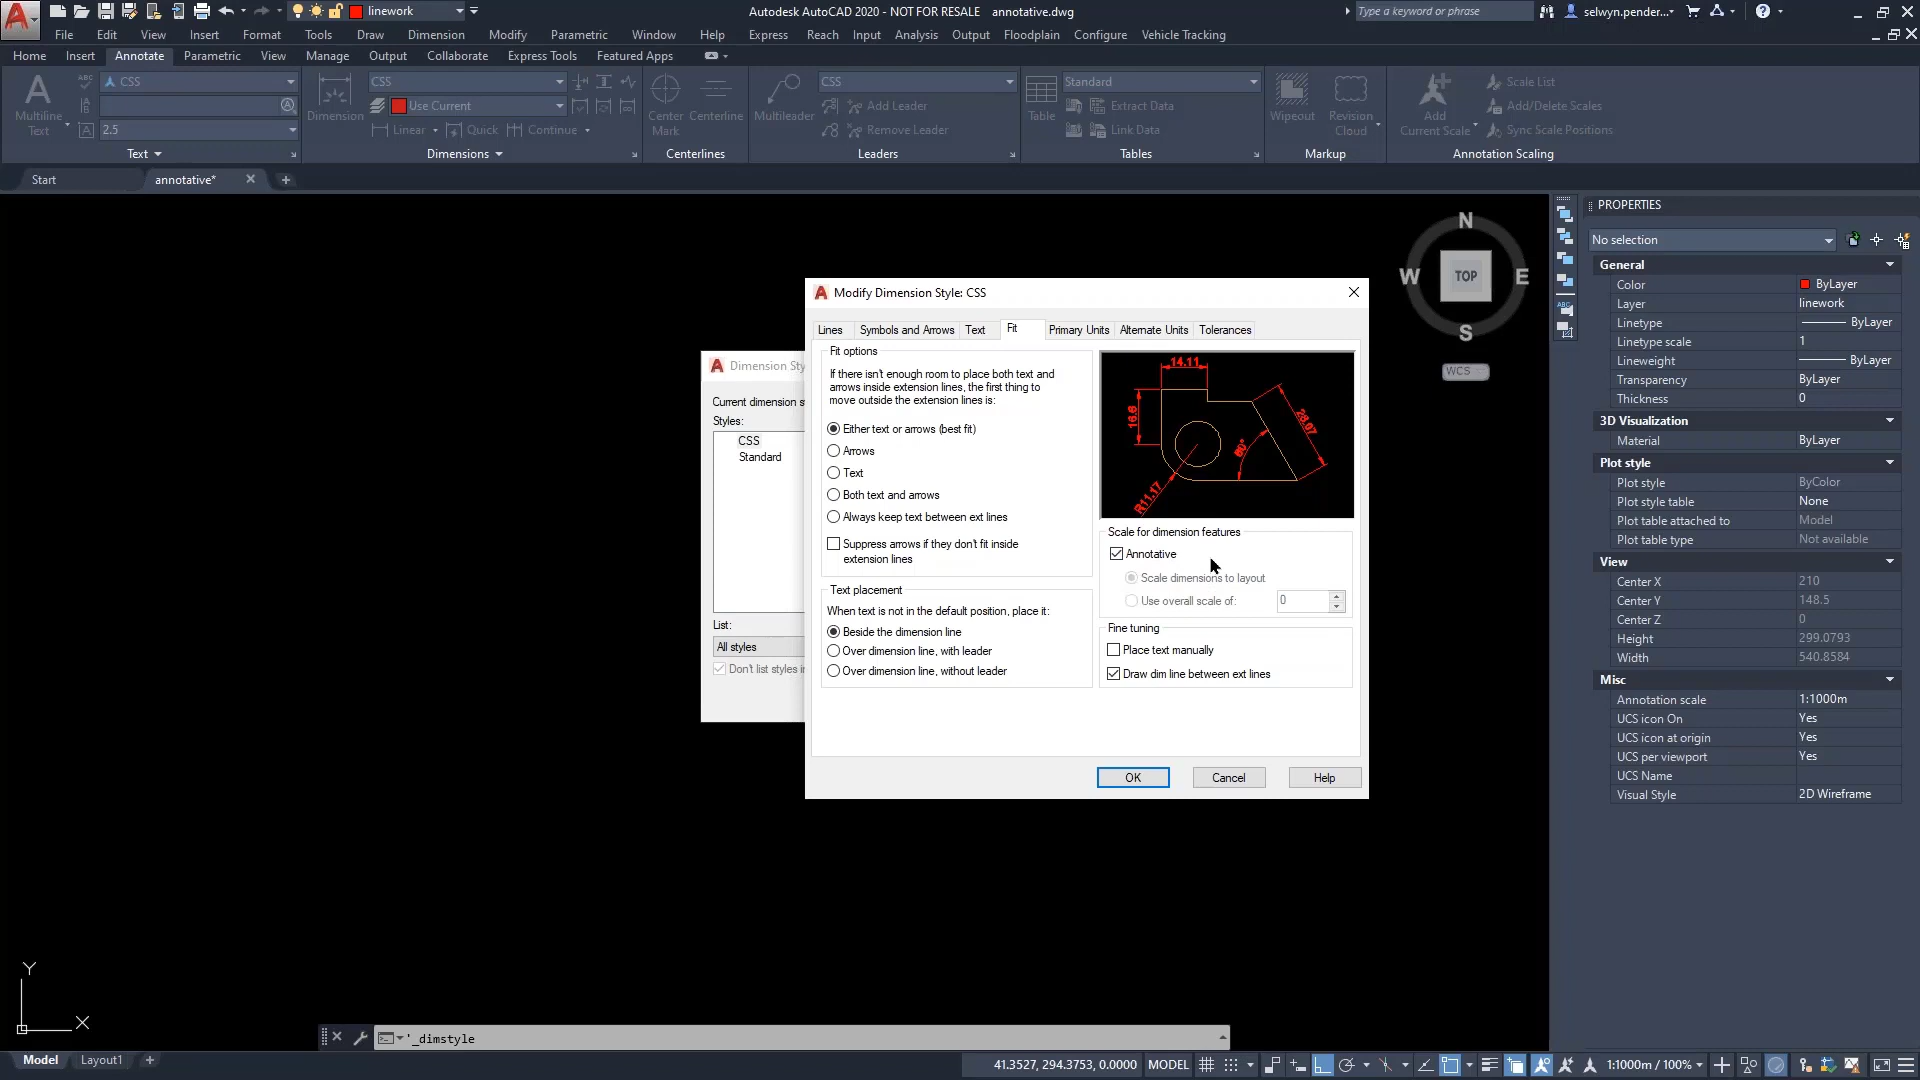 linework
Autodesk AutoCAD 2020 - NOT FOR RESALE annotative.dwg
Type a keyword or phrase
selwyn.pender...
File Edit View Insert Format Tools Draw Dimension Modify Parametric Window Help Express Reach Input Analysis Output Floodplain Configure Vehicle Tracking
Home Insert Annotate Parametric View Manage Output Collaborate Express Tools Featured Apps
Multiline Text
CSS
2.5
Text
Dimension
CSS
Use Current
Linear Quick Continue
Dimensions
Center Mark
Centerline
Centerlines
Multileader
CSS
Add Leader
Remove Leader
Leaders
Table
Standard
Extract Data
Link Data
Tables
Wipeout
Revision Cloud
Markup
Add Current Scale
Scale List
Add/Delete Scales
Sync Scale Positions
Annotation Scaling
Start
annotative*
N
W
TOP
E
S
WCS
Dimension Sty
Current dimension s
Styles:
CSS
Standard
List:
All styles
Don't list styles i
Modify Dimension Style: CSS
Lines Symbols and Arrows Text Fit Primary Units Alternate Units Tolerances
Fit options
If there isn't enough room to place both text and
arrows inside extension lines, the first thing to
move outside the extension lines is:
Either text or arrows (best fit)
Arrows
Text
Both text and arrows
Always keep text between ext lines
Suppress arrows if they don't fit inside
extension lines
Text placement
When text is not in the default position, place it:
Beside the dimension line
Over dimension line, with leader
Over dimension line, without leader
14.11
16.6
28.07
60°
R11.17
Scale for dimension features
Annotative
Scale dimensions to layout
Use overall scale of: 0
Fine tuning
Place text manually
Draw dim line between ext lines
OK
Cancel
Help
PROPERTIES
No selection
General
Color ByLayer
Layer linework
Linetype ByLayer
Linetype scale 1
Lineweight ByLayer
Transparency ByLayer
Thickness 0
3D Visualization
Material ByLayer
Plot style
Plot style ByColor
Plot style table None
Plot table attached to Model
Plot table type Not available
View
Center X 210
Center Y 148.5
Center Z 0
Height 299.0793
Width 540.8584
Misc
Annotation scale 1:1000m
UCS icon On Yes
UCS icon at origin Yes
UCS per viewport Yes
UCS Name
Visual Style 2D Wireframe
Y
X
'_dimstyle
Model Layout1
41.3527, 294.3753, 0.0000 MODEL
1:1000m / 100%